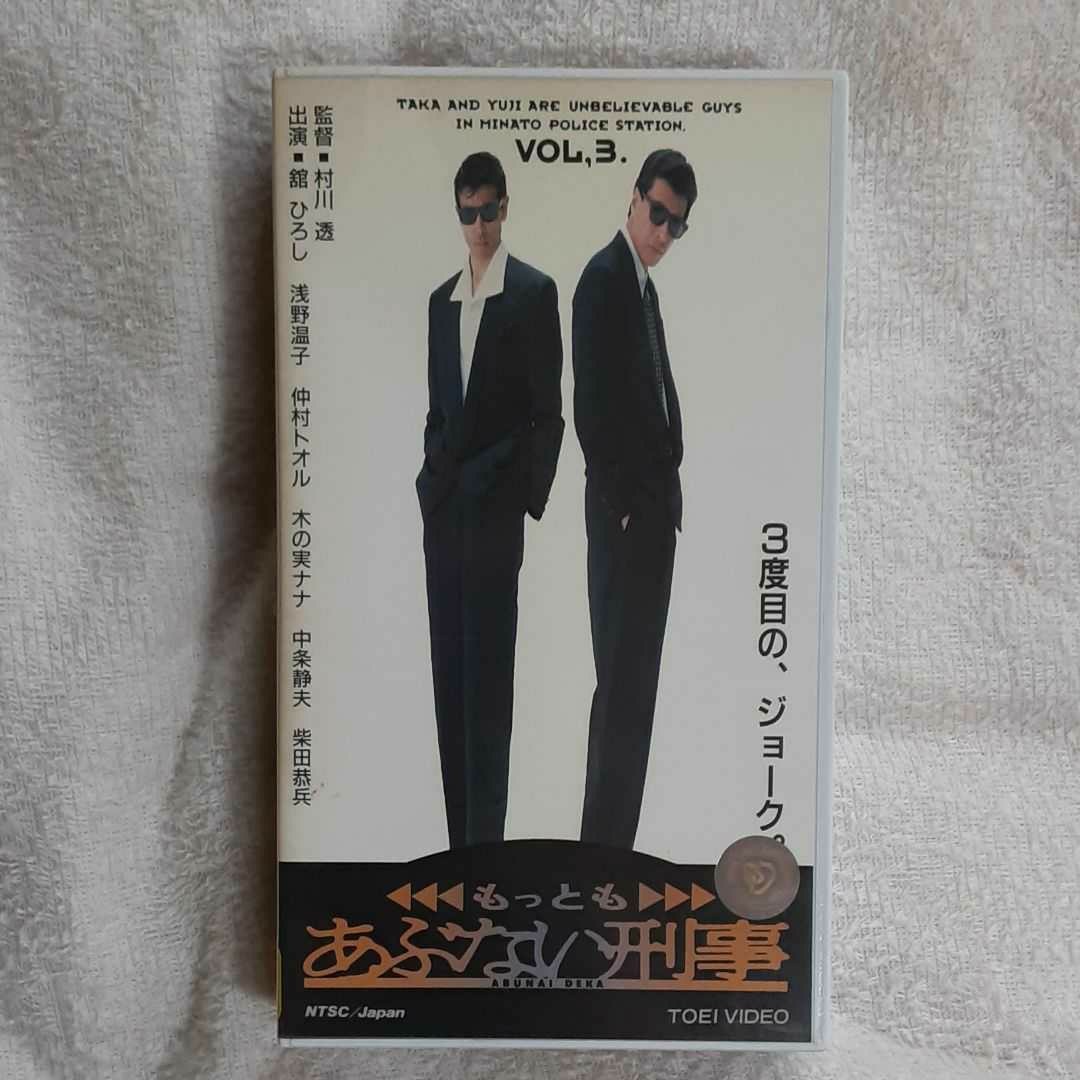 TAKA AND YUJI ARE UNBELIEVABLE GUYS
IN MINATO POLICE STATION.
VOL,3.
監督■村川 透
出演■舘 ひろし 浅野温子 仲村トオル 木の実ナナ 中条静夫 柴田恭兵
3度目の、ジョーク。
もっとも
あぶない刑事
ABUNAI DEKA
NTSC/Japan
TOEI VIDEO